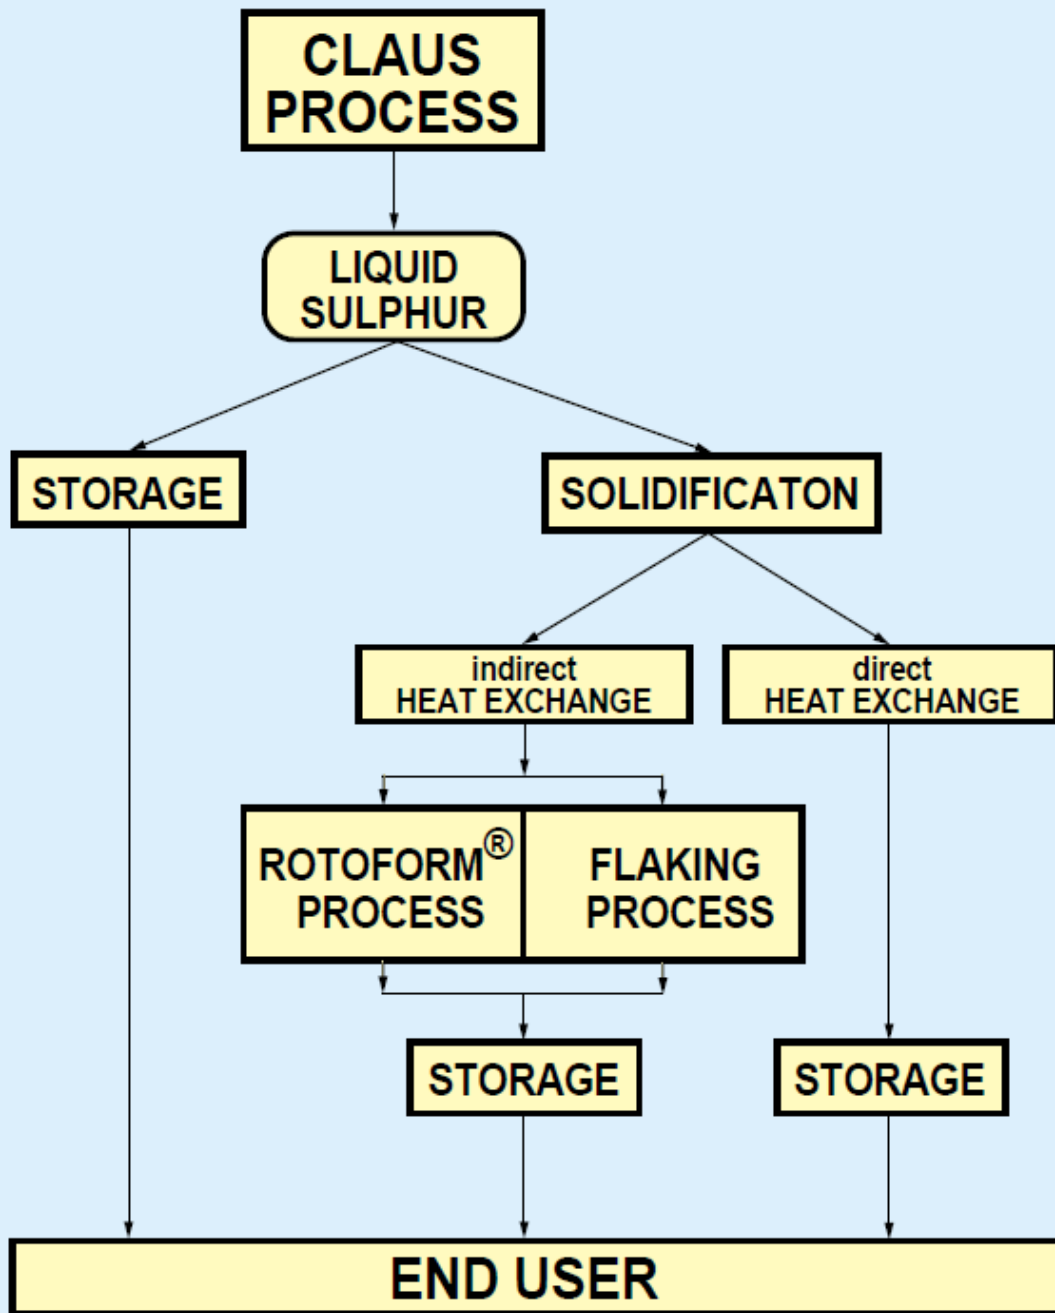 CLAUS
PROCESS
LIQUID
SULPHUR
STORAGE
SOLIDIFICATON
indirect
HEAT EXCHANGE
direct
HEAT EXCHANGE
ROTOFORM®
PROCESS
FLAKING
PROCESS
STORAGE
STORAGE
END USER